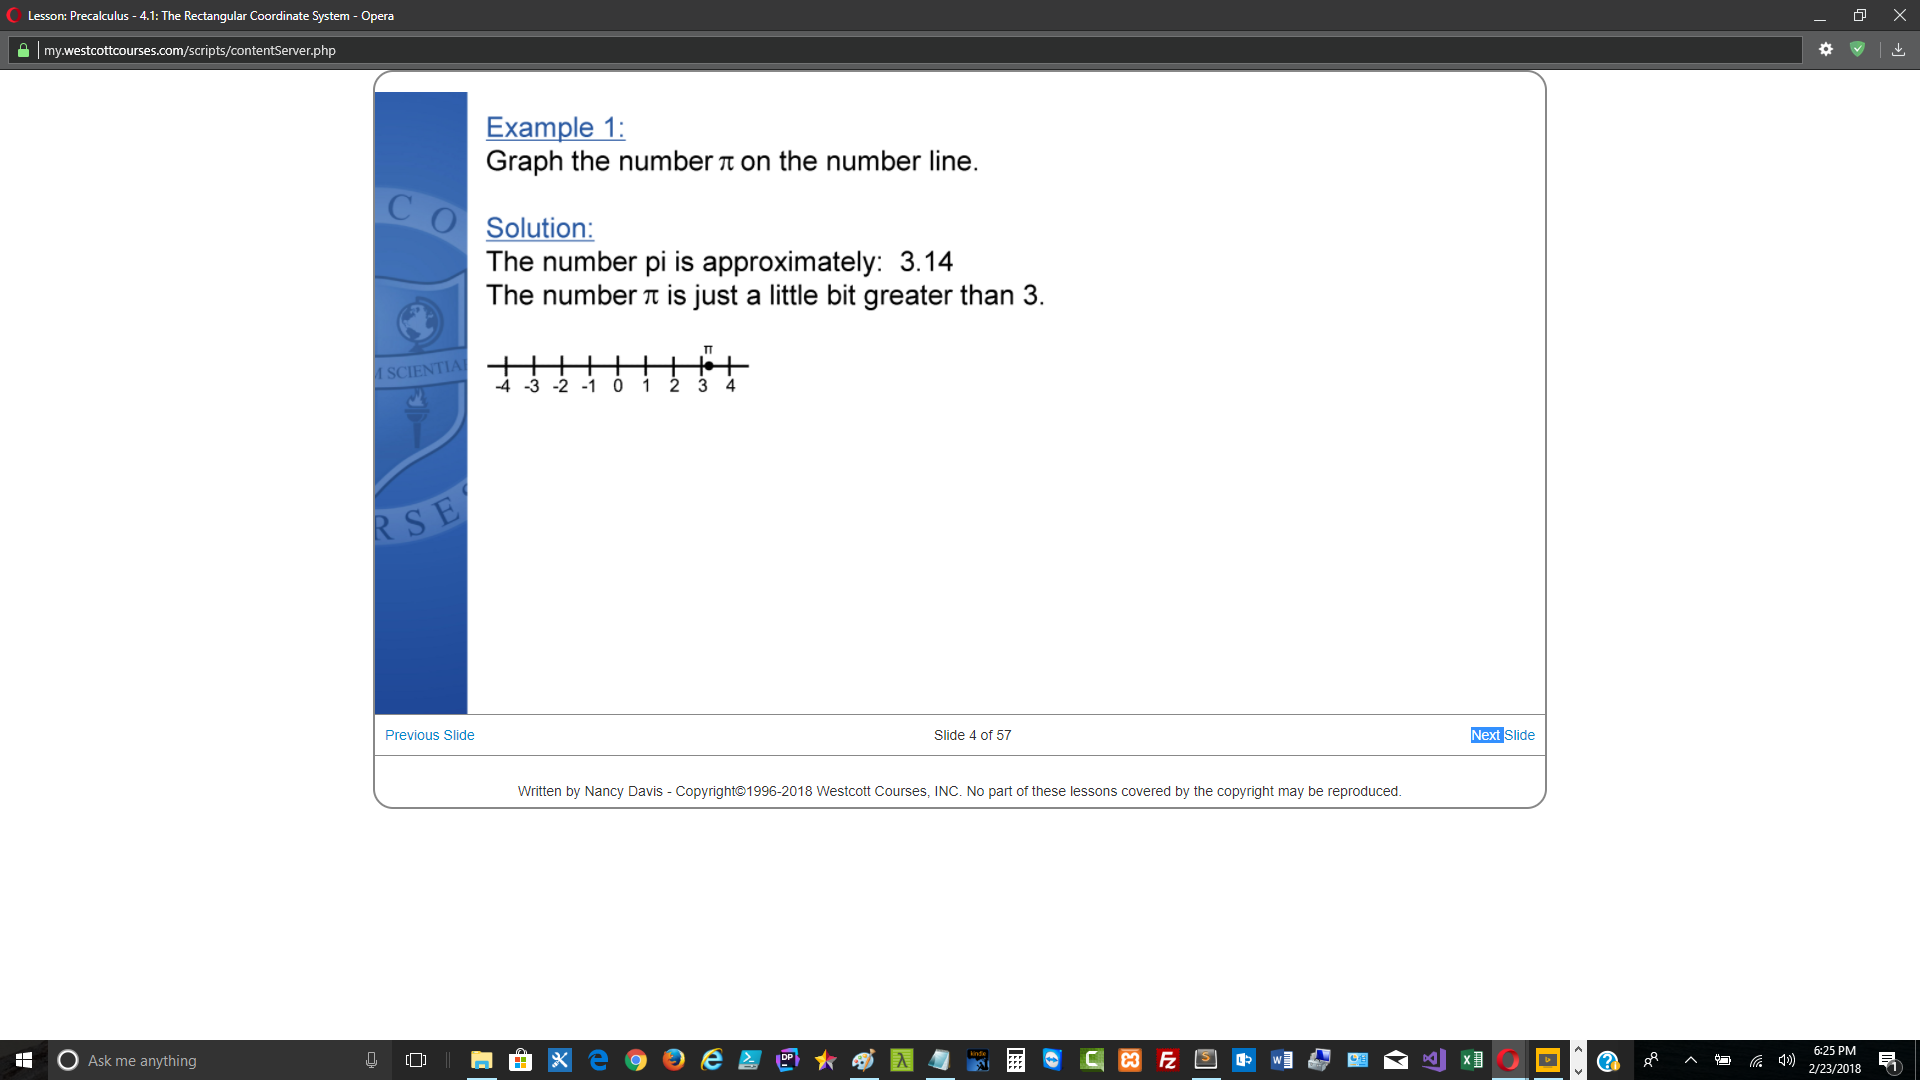 Lesson: Precalculus - 4.1: The Rectangular Coordinate System - Opera
my.westcottcourses.com/scripts/contentServer.php
Example 1:
Graph the number π on the number line.
Solution:
The number pi is approximately: 3.14
The number π is just a little bit greater than 3.
π
-4 -3 -2 -1 0 1 2 3 4
C O
M SCIENTIA
RSES
Previous Slide
Slide 4 of 57
Next Slide
Written by Nancy Davis - Copyright©1996-2018 Westcott Courses, INC. No part of these lessons covered by the copyright may be reproduced.
Ask me anything
DP
kindle
6:25 PM
2/23/2018
1